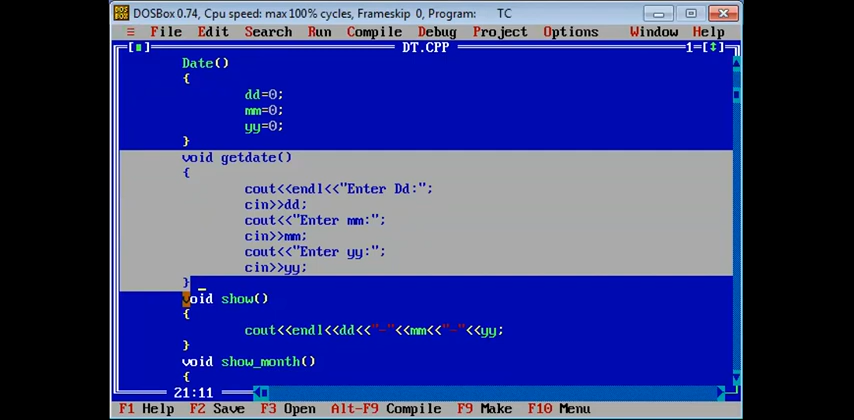 DOSBox 0.74, Cpu speed: max 100% cycles, Frameskip 0, Program: TC
≡ File Edit Search Run Compile Debug Project Options Window Help
[■] DT.CPP 1=[↕]
Date()
{
dd=0;
mm=0;
yy=0;
}
void getdate()
{
cout<<endl<<"Enter Dd:";
cin>>dd;
cout<<"Enter mm:";
cin>>mm;
cout<<"Enter yy:";
cin>>yy;
}
void show()
{
cout<<endl<<dd<<"-"<<mm<<"-"<<yy;
}
void show_month()
{
21:11
F1 Help F2 Save F3 Open Alt-F9 Compile F9 Make F10 Menu